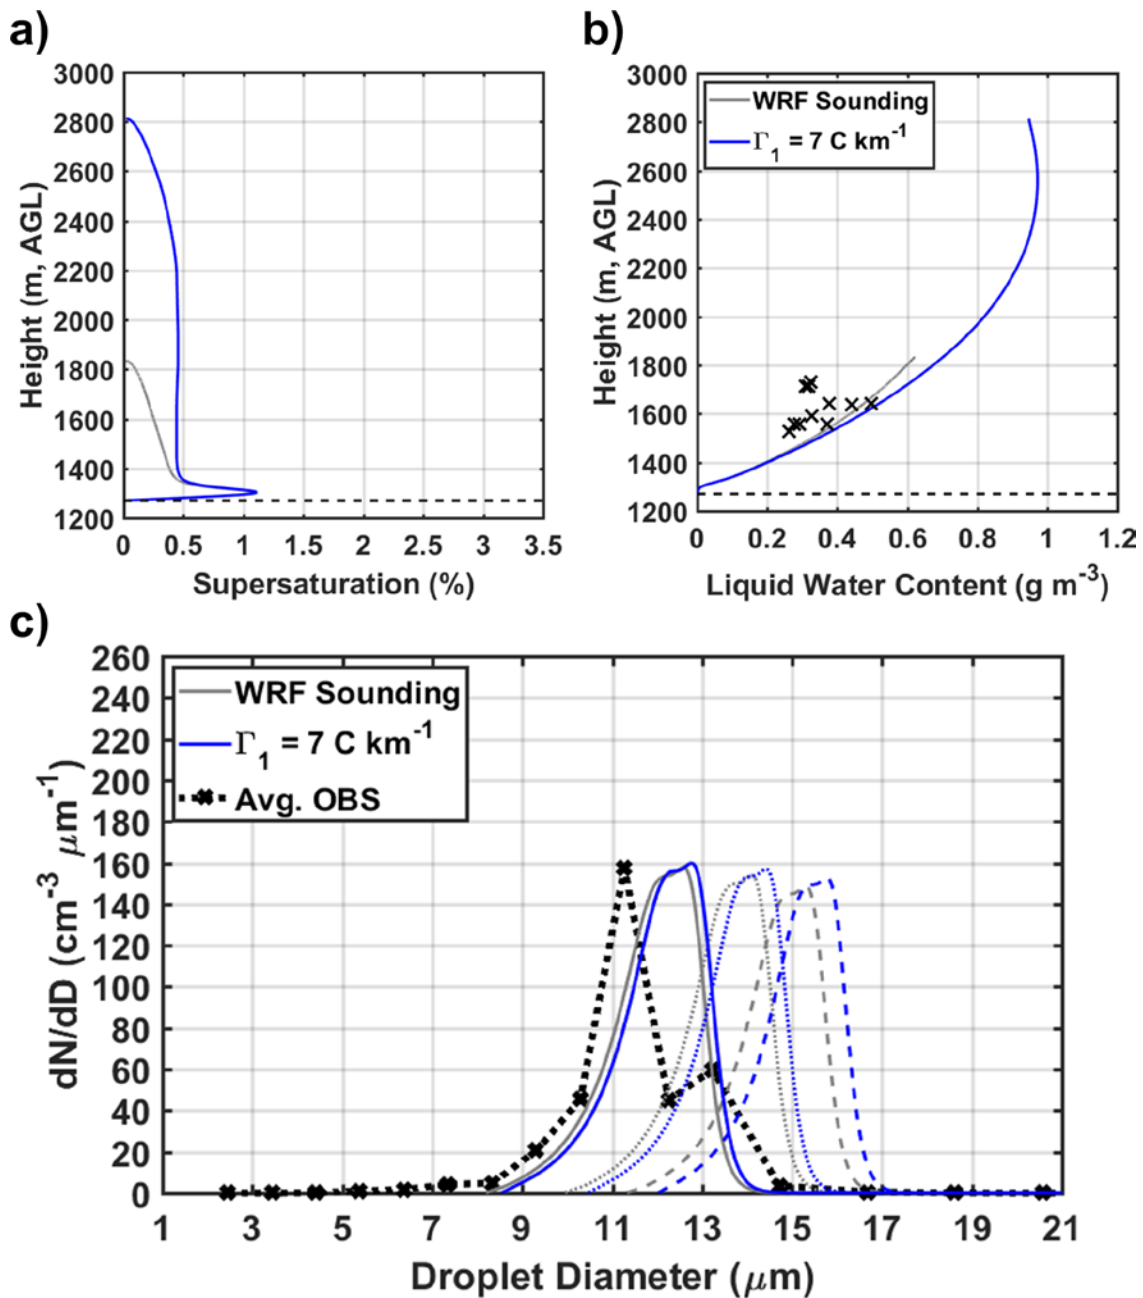 a)
3000
2800
2600
2400
2200
2000
1800
1600
1400
1200
Height (m, AGL)
0 0.5 1 1.5 2 2.5 3 3.5
Supersaturation (%)
b)
3000
2800
2600
2400
2200
2000
1800
1600
1400
1200
Height (m, AGL)
WRF Sounding
Γ₁ = 7 C km⁻¹
0 0.2 0.4 0.6 0.8 1 1.2
Liquid Water Content (g m⁻³)
c)
260
240
220
200
180
160
140
120
100
80
60
40
20
0
dN/dD (cm⁻³ μm⁻¹)
WRF Sounding
Γ₁ = 7 C km⁻¹
Avg. OBS
1 3 5 7 9 11 13 15 17 19 21
Droplet Diameter (μm)